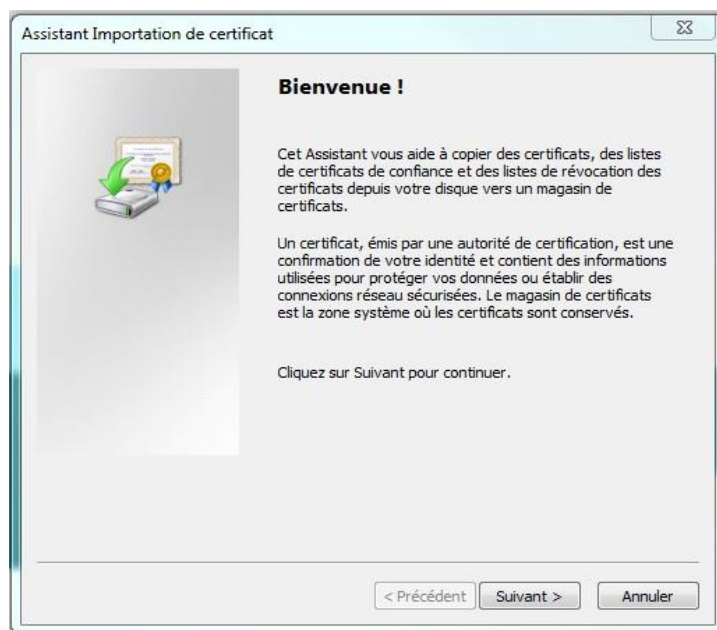 Assistant Importation de certificat
Bienvenue !
Cet Assistant vous aide à copier des certificats, des listes
de certificats de confiance et des listes de révocation des
certificats depuis votre disque vers un magasin de
certificats.
Un certificat, émis par une autorité de certification, est une
confirmation de votre identité et contient des informations
utilisées pour protéger vos données ou établir des
connexions réseau sécurisées. Le magasin de certificats
est la zone système où les certificats sont conservés.
Cliquez sur Suivant pour continuer.
< Précédent Suivant > Annuler